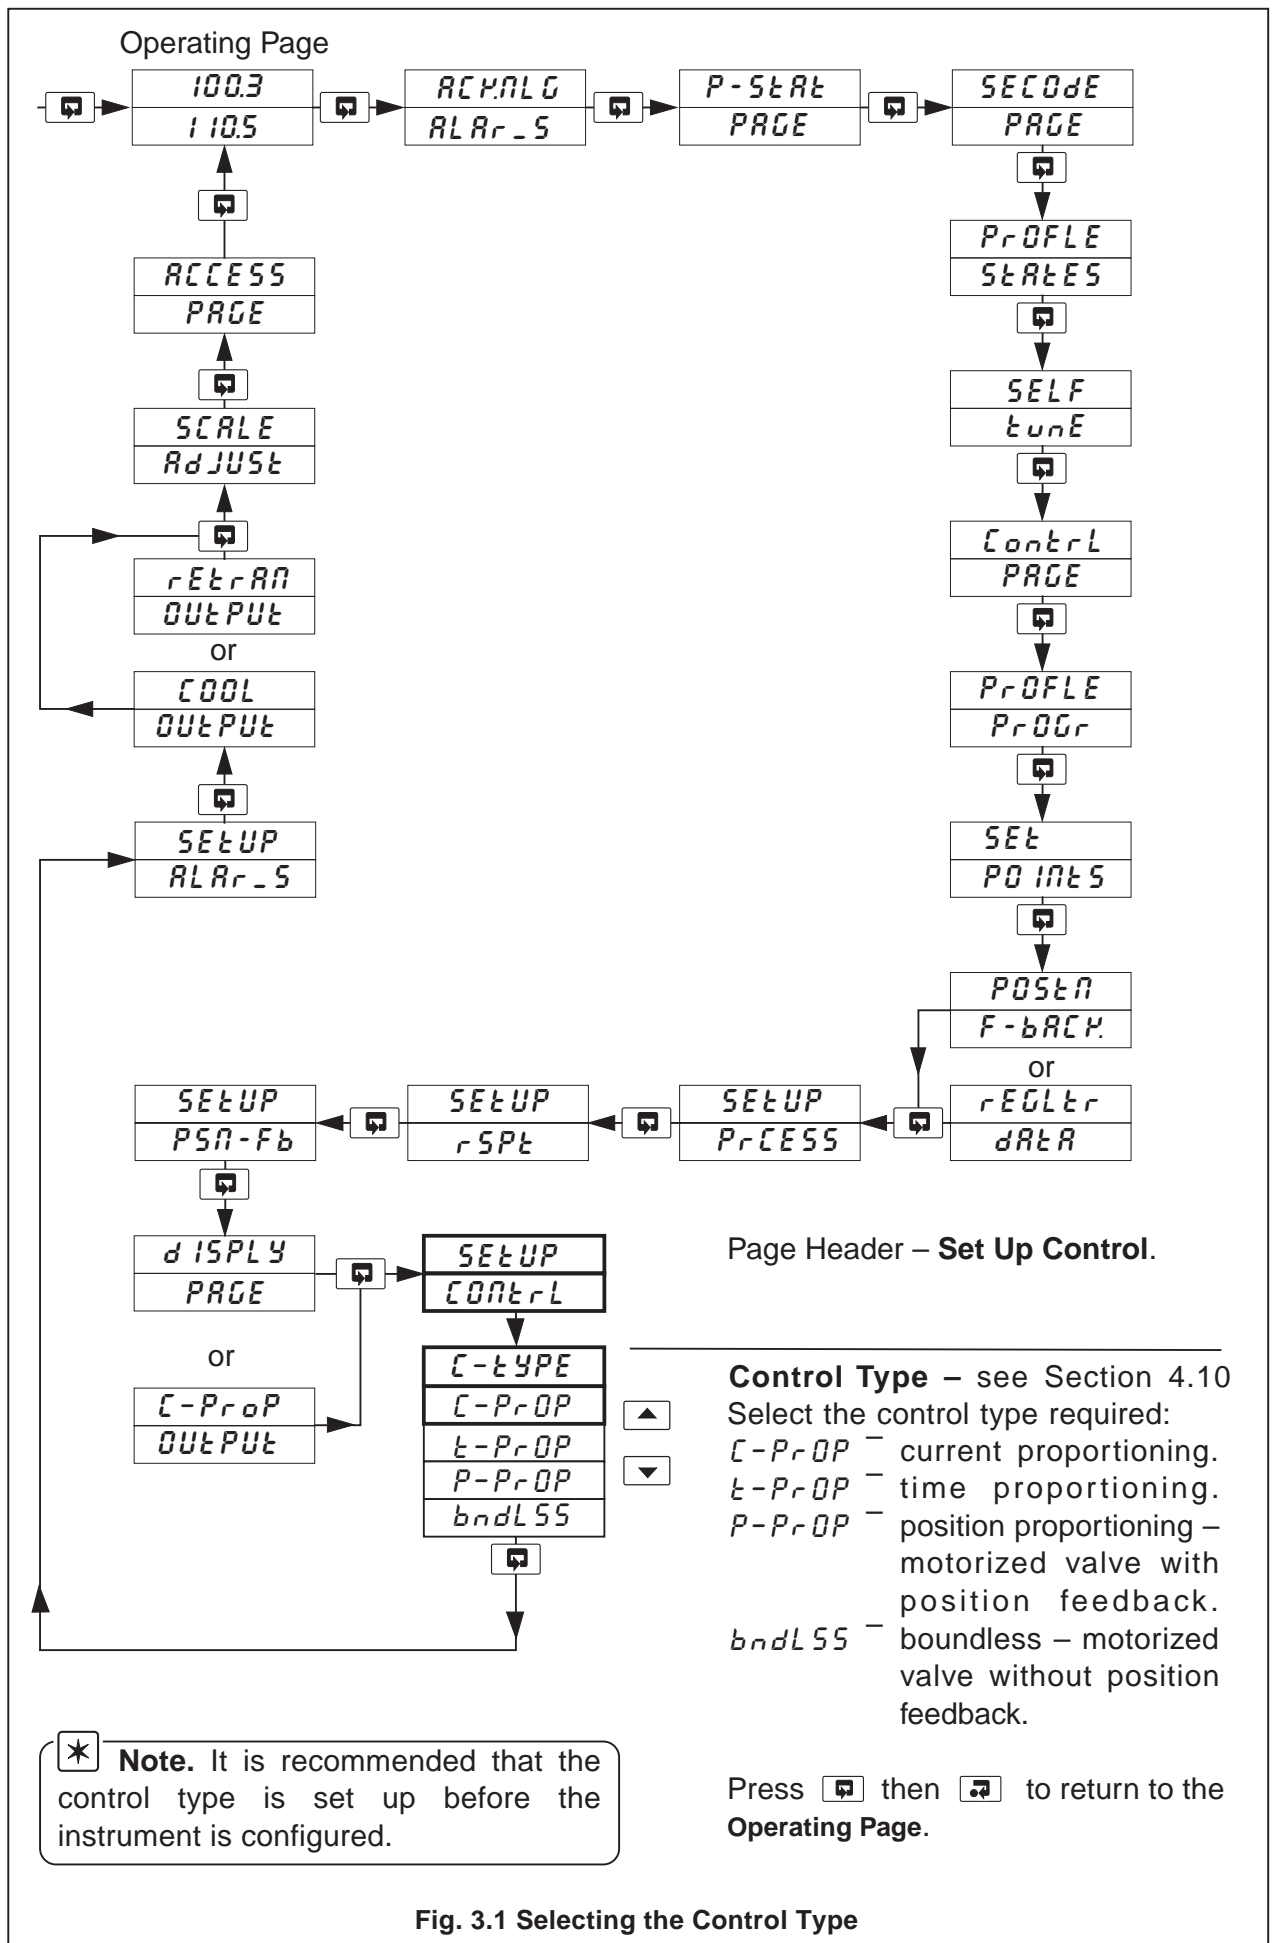 Operating Page
100.3
110.5
ACK.NLG
ALAr_S
P-StAt
PAGE
SECOdE
PAGE
PrOFLE
StAtES
SELF
tunE
ContrL
PAGE
PrOFLE
PrOGr
SEt
POINtS
POStN
F-bACK.
or
rEGLtr
dAtA
ACCESS
PAGE
SCALE
AdJUSt
rEtrAN
OUtPUt
or
COOL
OUtPUt
SEtUP
ALAr_S
SEtUP
PSN-Fb
SEtUP
rSPt
SEtUP
PrCESS
dISPLY
PAGE
or
C-ProP
OUtPUt
SEtUP
CONtrL
C-tYPE
C-PrOP
t-PrOP
P-PrOP
bndLSS
Page Header – Set Up Control.
Control Type – see Section 4.10
Select the control type required:
C-PrOP – current proportioning.
t-PrOP – time proportioning.
P-PrOP – position proportioning –
motorized valve with
position feedback.
bndLSS – boundless – motorized
valve without position
feedback.
Press then to return to the
Operating Page.
Note. It is recommended that the
control type is set up before the
instrument is configured.
Fig. 3.1 Selecting the Control Type